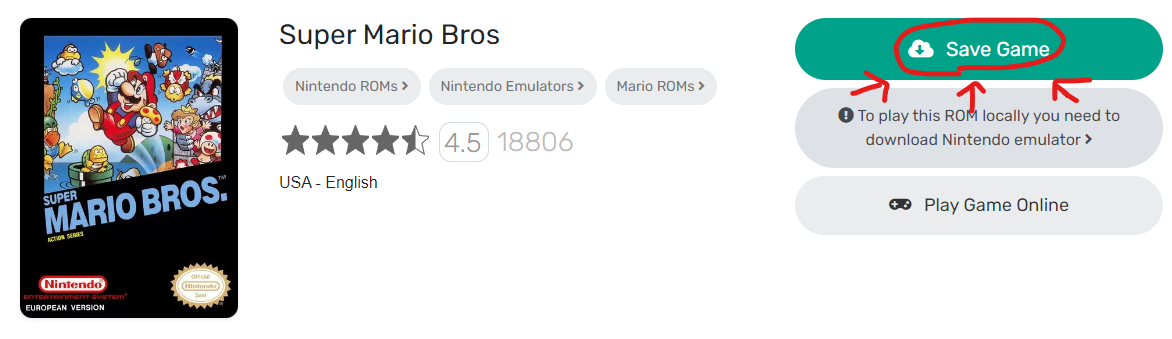 Super Mario Bros
Nintendo ROMs
Nintendo Emulators
Mario ROMs
4.5
18806
USA - English
Save Game
To play this ROM locally you need to
download Nintendo emulator
Play Game Online
SUPER
MARIO BROS.™
ACTION SERIES
Nintendo
ENTERTAINMENT SYSTEM®
EUROPEAN VERSION
Official
Nintendo
Seal